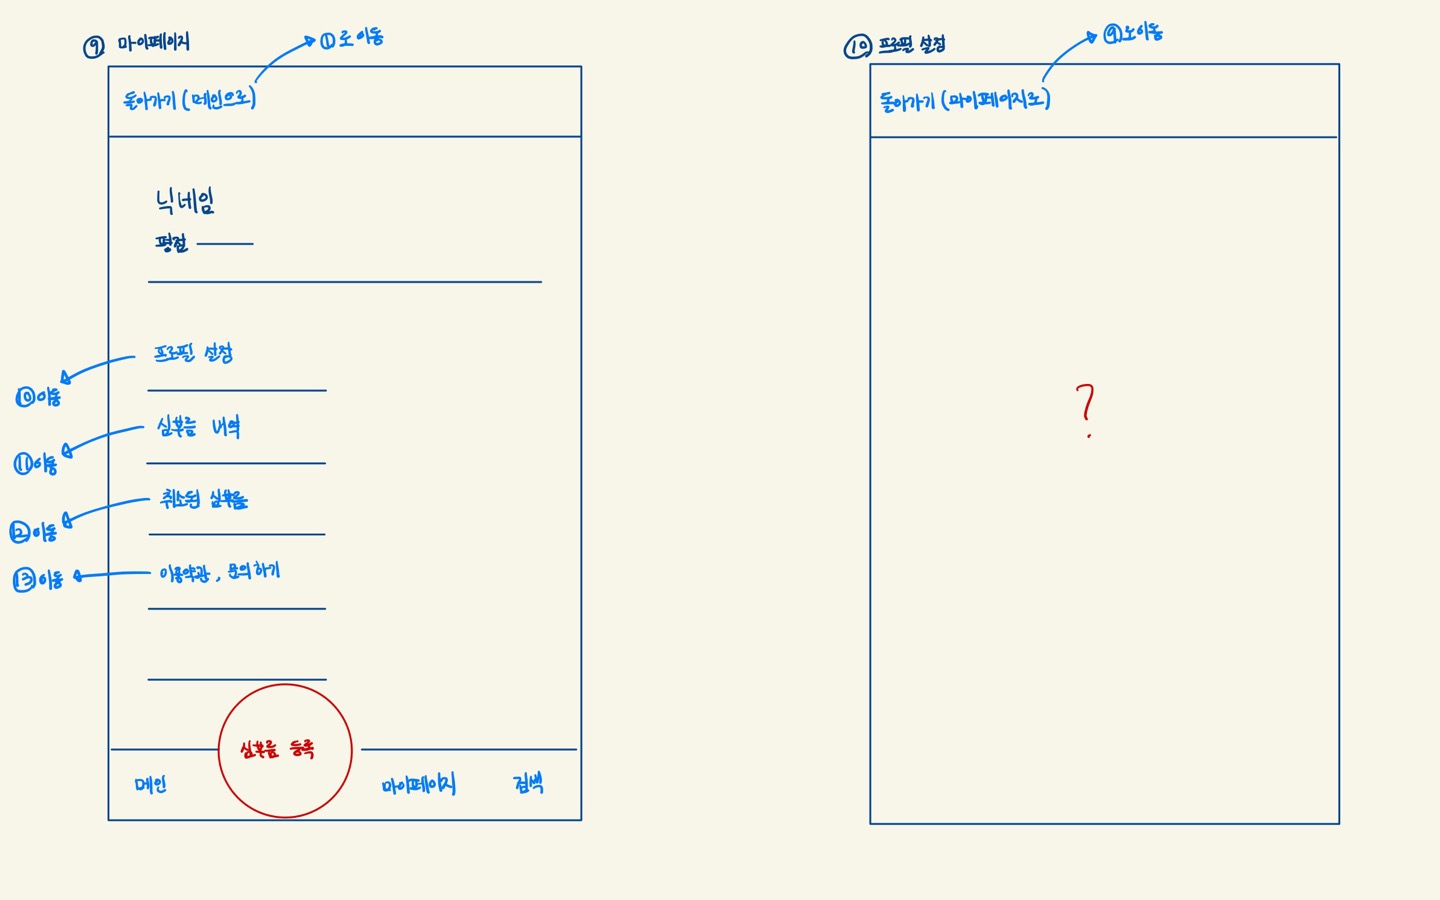 ⑨ 마이페이지
①로 이동
돌아가기 (메인으로)
닉네임
평점
프로필 설정
⑩이동
심부름 내역
⑪이동
취소된 심부름
⑫이동
이용약관, 문의하기
⑬이동
심부름 등록
메인
마이페이지
검색
⑩ 프로필 설정
⑨노이동
돌아가기 (마이페이지로)
?